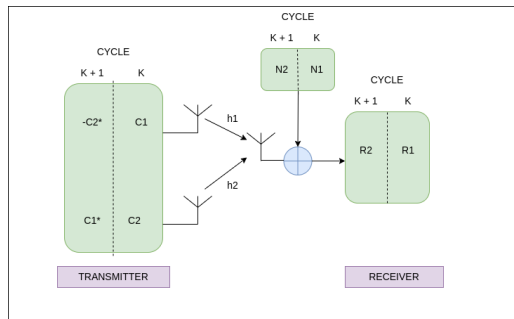 CYCLE
K + 1 K
-C2* C1
C1* C2
TRANSMITTER
h1
h2
CYCLE
K + 1 K
N2 N1
CYCLE
K + 1 K
R2 R1
RECEIVER